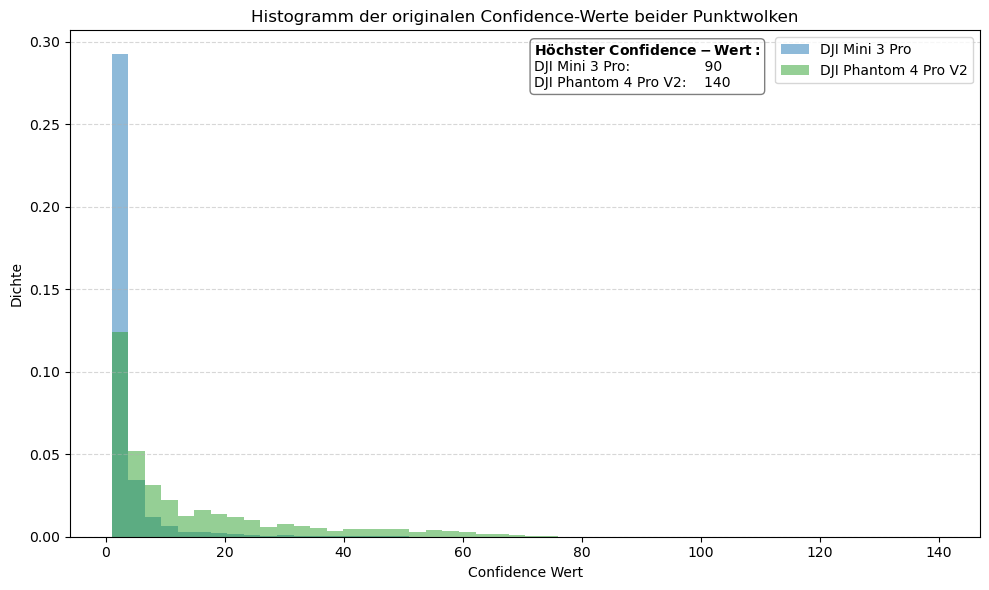 Histogramm der originalen Confidence-Werte beider Punktwolken
0.30
0.25
0.20
0.15
0.10
0.05
0.00
Dichte
Höchster Confidence – Wert :
DJI Mini 3 Pro: 90
DJI Phantom 4 Pro V2: 140
DJI Mini 3 Pro
DJI Phantom 4 Pro V2
0 20 40 60 80 100 120 140
Confidence Wert